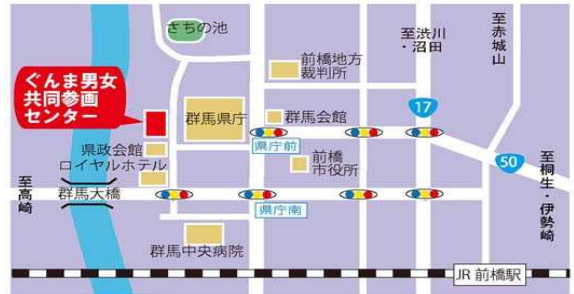 さちの池
至渋川
・沼田
至赤城山
前橋地方
裁判所
ぐんま男女
共同参画
センター
17
群馬県庁
群馬会館
県庁前
県政会館
ロイヤルホテル
前橋
市役所
50
至桐生・伊勢崎
至高崎
群馬大橋
県庁南
群馬中央病院
JR 前橋駅